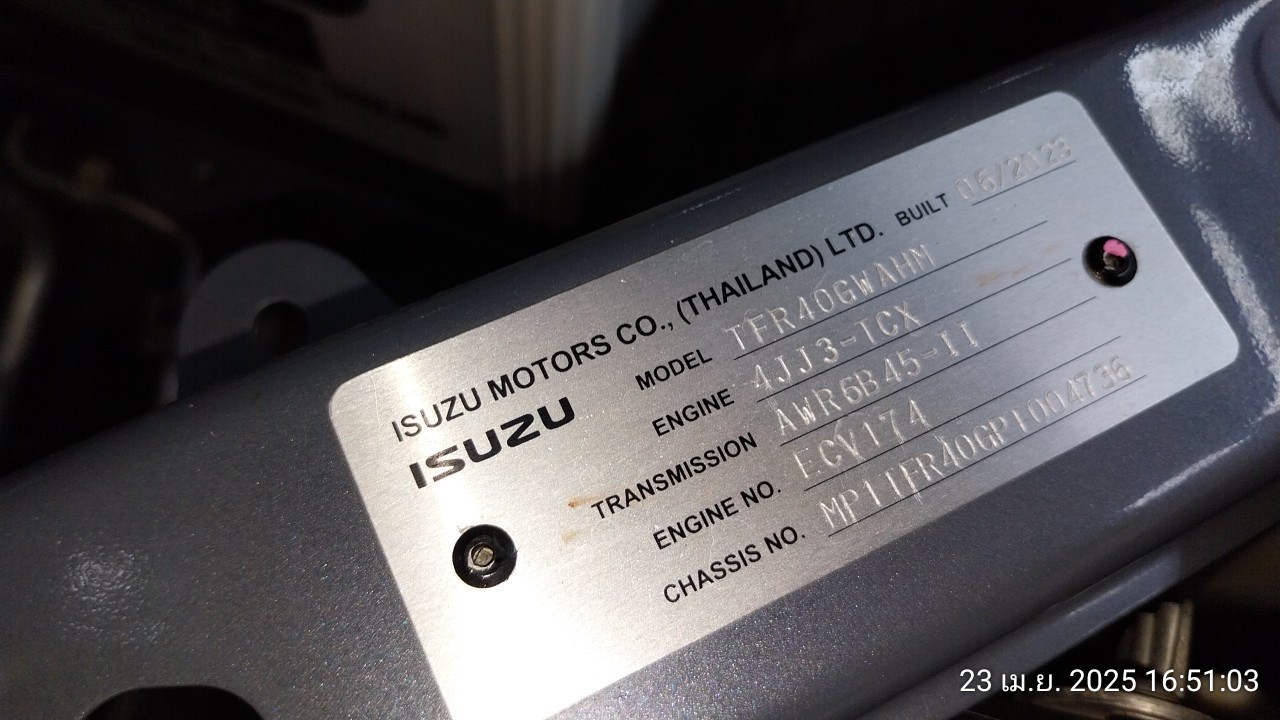 ISUZU MOTORS CO., (THAILAND) LTD. BUILT 06/2023
ISUZU
MODEL TFR40GWAHM
ENGINE 4JJ3-TCX
TRANSMISSION AWR6B45-II
ENGINE NO. ECV174
CHASSIS NO. MP1TFR40GP1004736
23 เม.ย. 2025 16:51:03